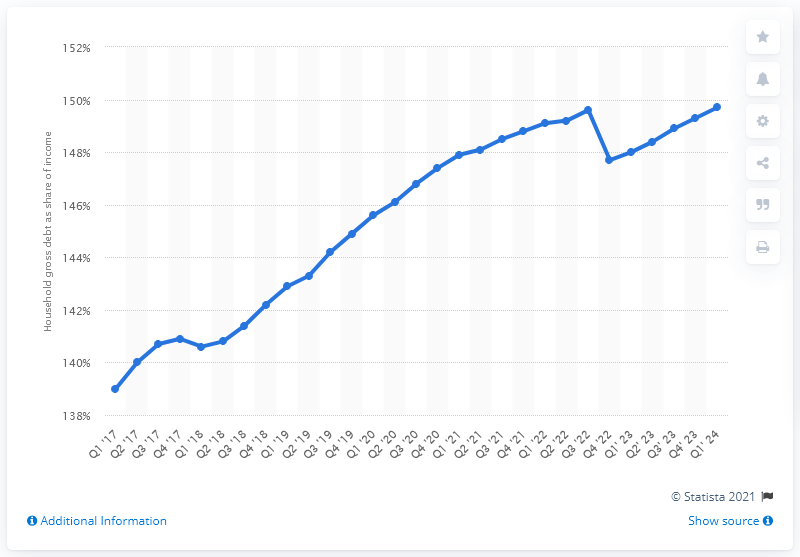 152%
150%
148%
146%
144%
142%
140%
138%
Household gross debt as share of income
Q1 '17
Q2 '17
Q3 '17
Q4 '17
Q1 '18
Q2 '18
Q3 '18
Q4 '18
Q1 '19
Q2 '19
Q3 '19
Q4 '19
Q1 '20
Q2 '20
Q3 '20
Q4 '20
Q1 '21
Q2 '21
Q3 '21
Q4 '21
Q1 '22
Q2 '22
Q3 '22
Q4 '22
Q1' 23
Q2' 23
Q3' 23
Q4' 23
Q1' 24
© Statista 2021
Additional Information
Show source